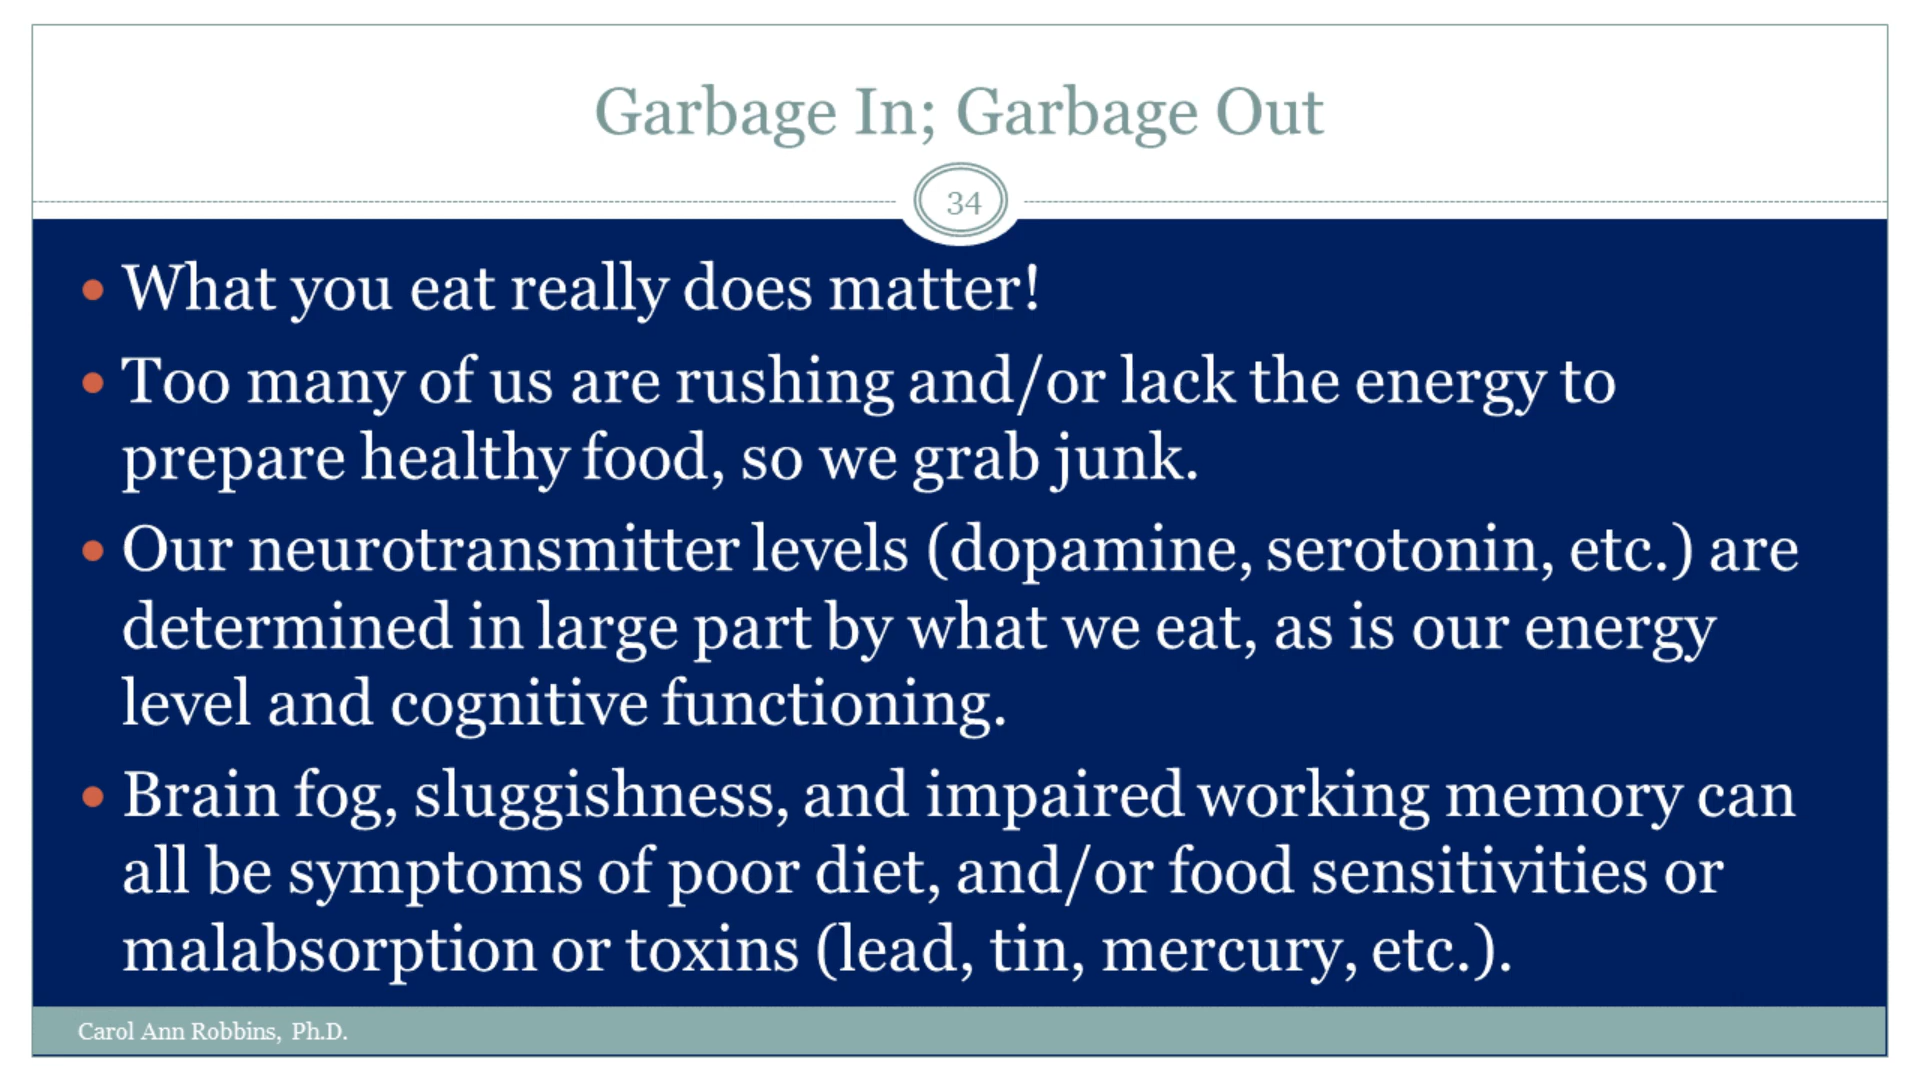 Garbage In; Garbage Out
34
• What you eat really does matter!
• Too many of us are rushing and/or lack the energy to
prepare healthy food, so we grab junk.
• Our neurotransmitter levels (dopamine, serotonin, etc.) are
determined in large part by what we eat, as is our energy
level and cognitive functioning.
• Brain fog, sluggishness, and impaired working memory can
all be symptoms of poor diet, and/or food sensitivities or
malabsorption or toxins (lead, tin, mercury, etc.).
Carol Ann Robbins, Ph.D.